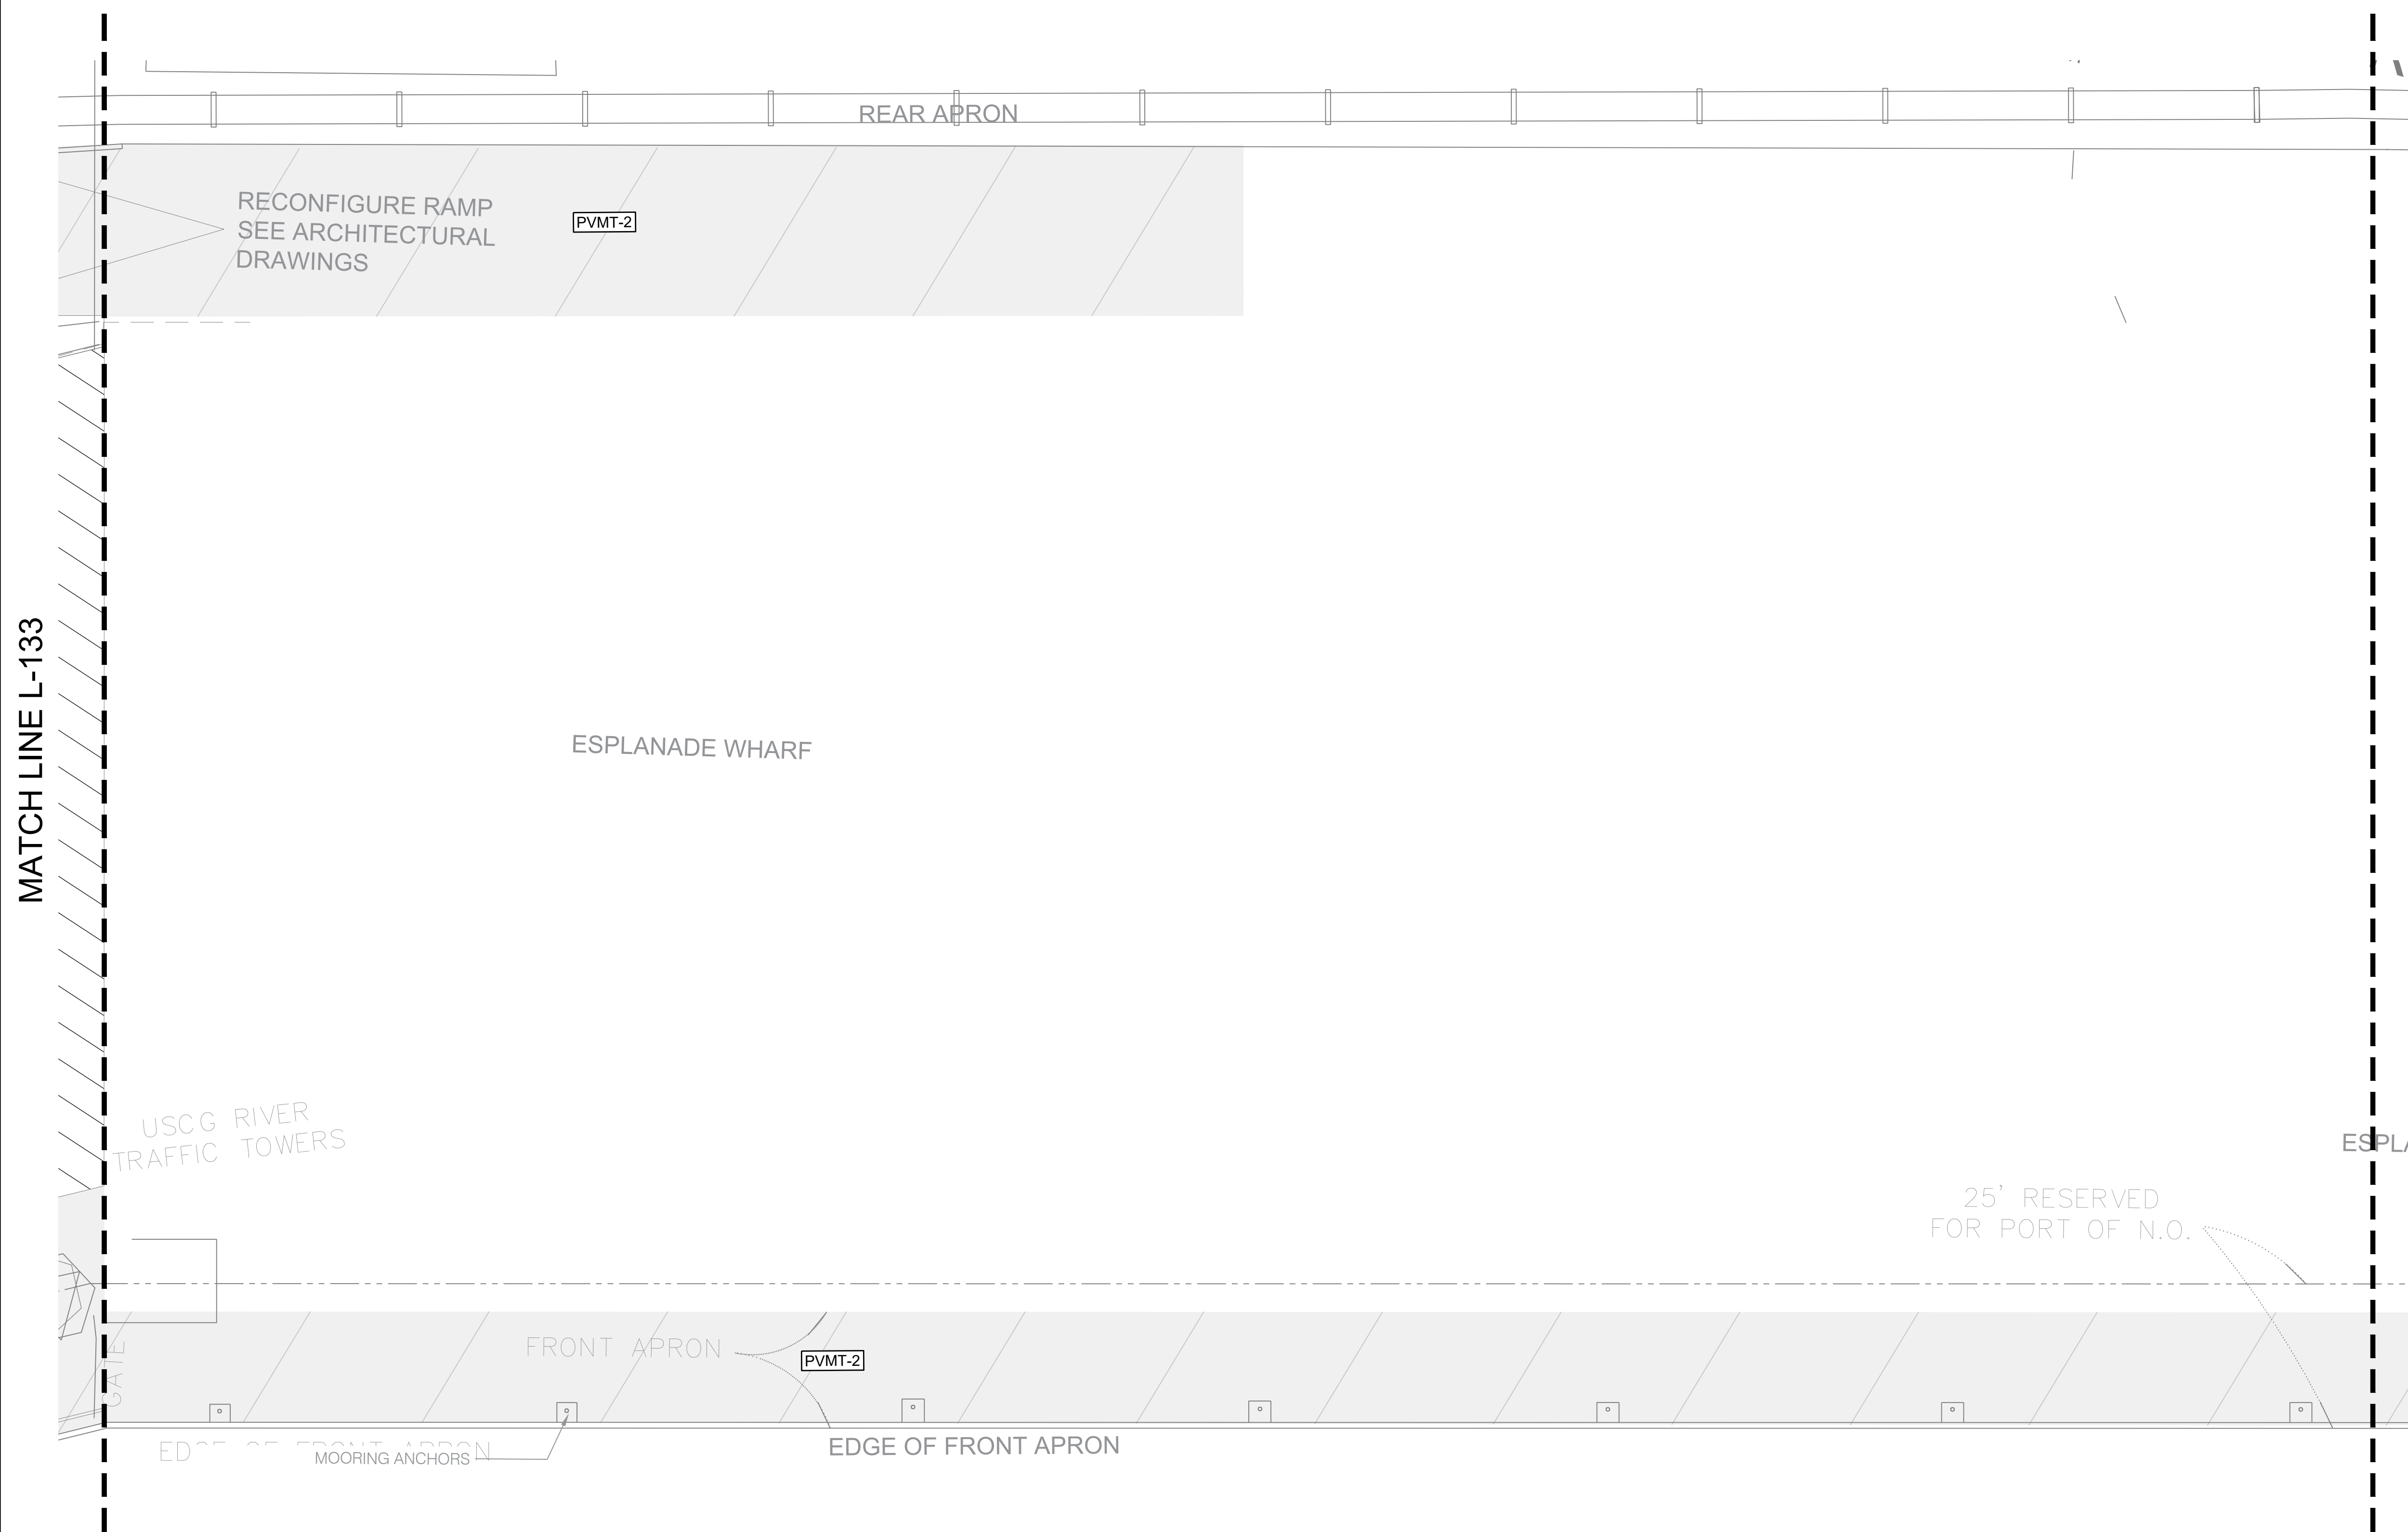 REAR APRON
RECONFIGURE RAMP
SEE ARCHITECTURAL
DRAWINGS
PVMT-2
MATCH LINE L-133
ESPLANADE WHARF
USCG RIVER
TRAFFIC TOWERS
25' RESERVED
FOR PORT OF N.O.
GATE
FRONT APRON
PVMT-2
MOORING ANCHORS
EDGE OF FRONT APRON